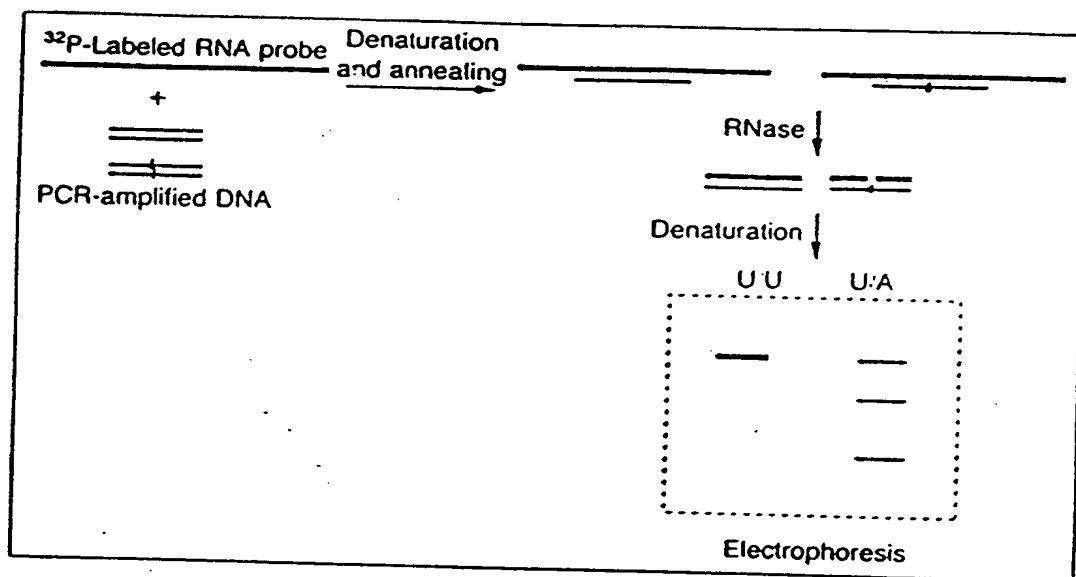 ³²P-Labeled RNA probe
Denaturation
and annealing
+
PCR-amplified DNA
RNase
Denaturation
U/U U/A
Electrophoresis